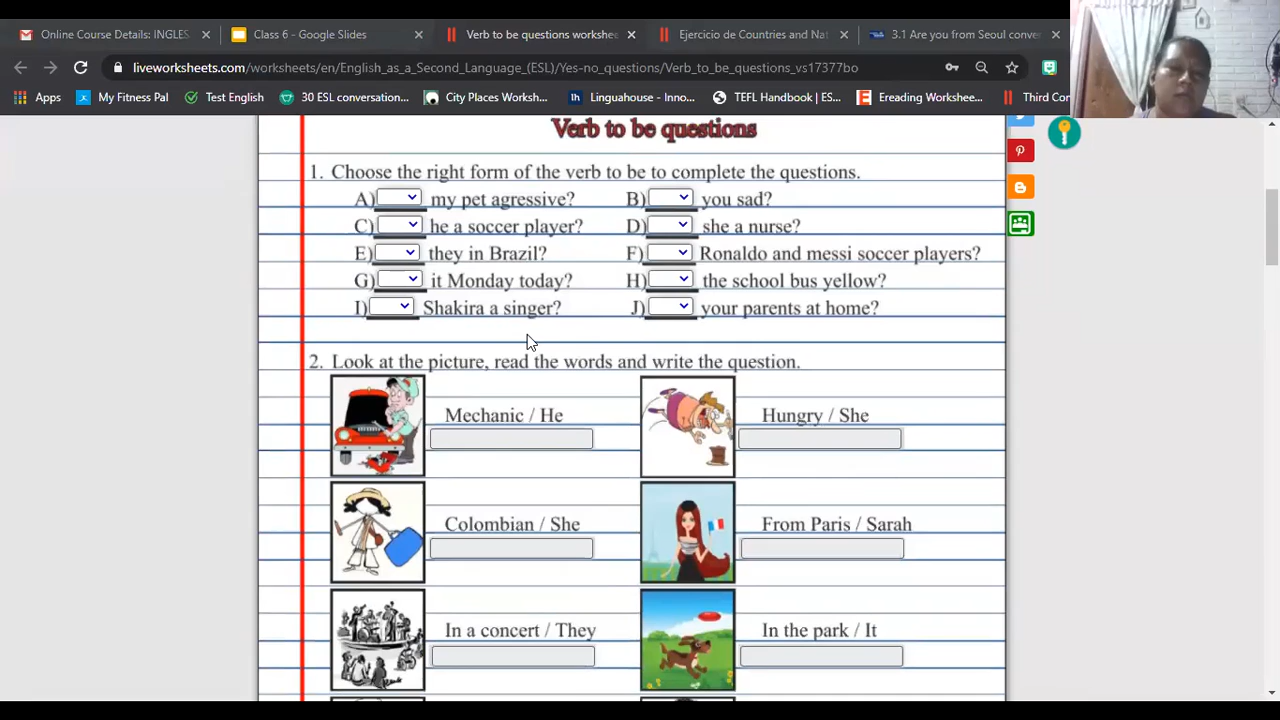 Online Course Details: INGLES.
Class 6 - Google Slides
Verb to be questions workshee
Ejercicio de Countries and Nat
3.1 Are you from Seoul conver
liveworksheets.com/worksheets/en/English_as_a_Second_Language_(ESL)/Yes-no_questions/Verb_to_be_questions_vs17377bo
Apps
My Fitness Pal
Test English
30 ESL conversation...
City Places Worksh...
Linguahouse - Inno...
TEFL Handbook | ES...
Ereading Workshee...
Third Con
Verb to be questions
1. Choose the right form of the verb to be to complete the questions.
A) my pet agressive? B) you sad?
C) he a soccer player? D) she a nurse?
E) they in Brazil? F) Ronaldo and messi soccer players?
G) it Monday today? H) the school bus yellow?
I) Shakira a singer? J) your parents at home?
2. Look at the picture, read the words and write the question.
Mechanic / He
Hungry / She
Colombian / She
From Paris / Sarah
In a concert / They
In the park / It